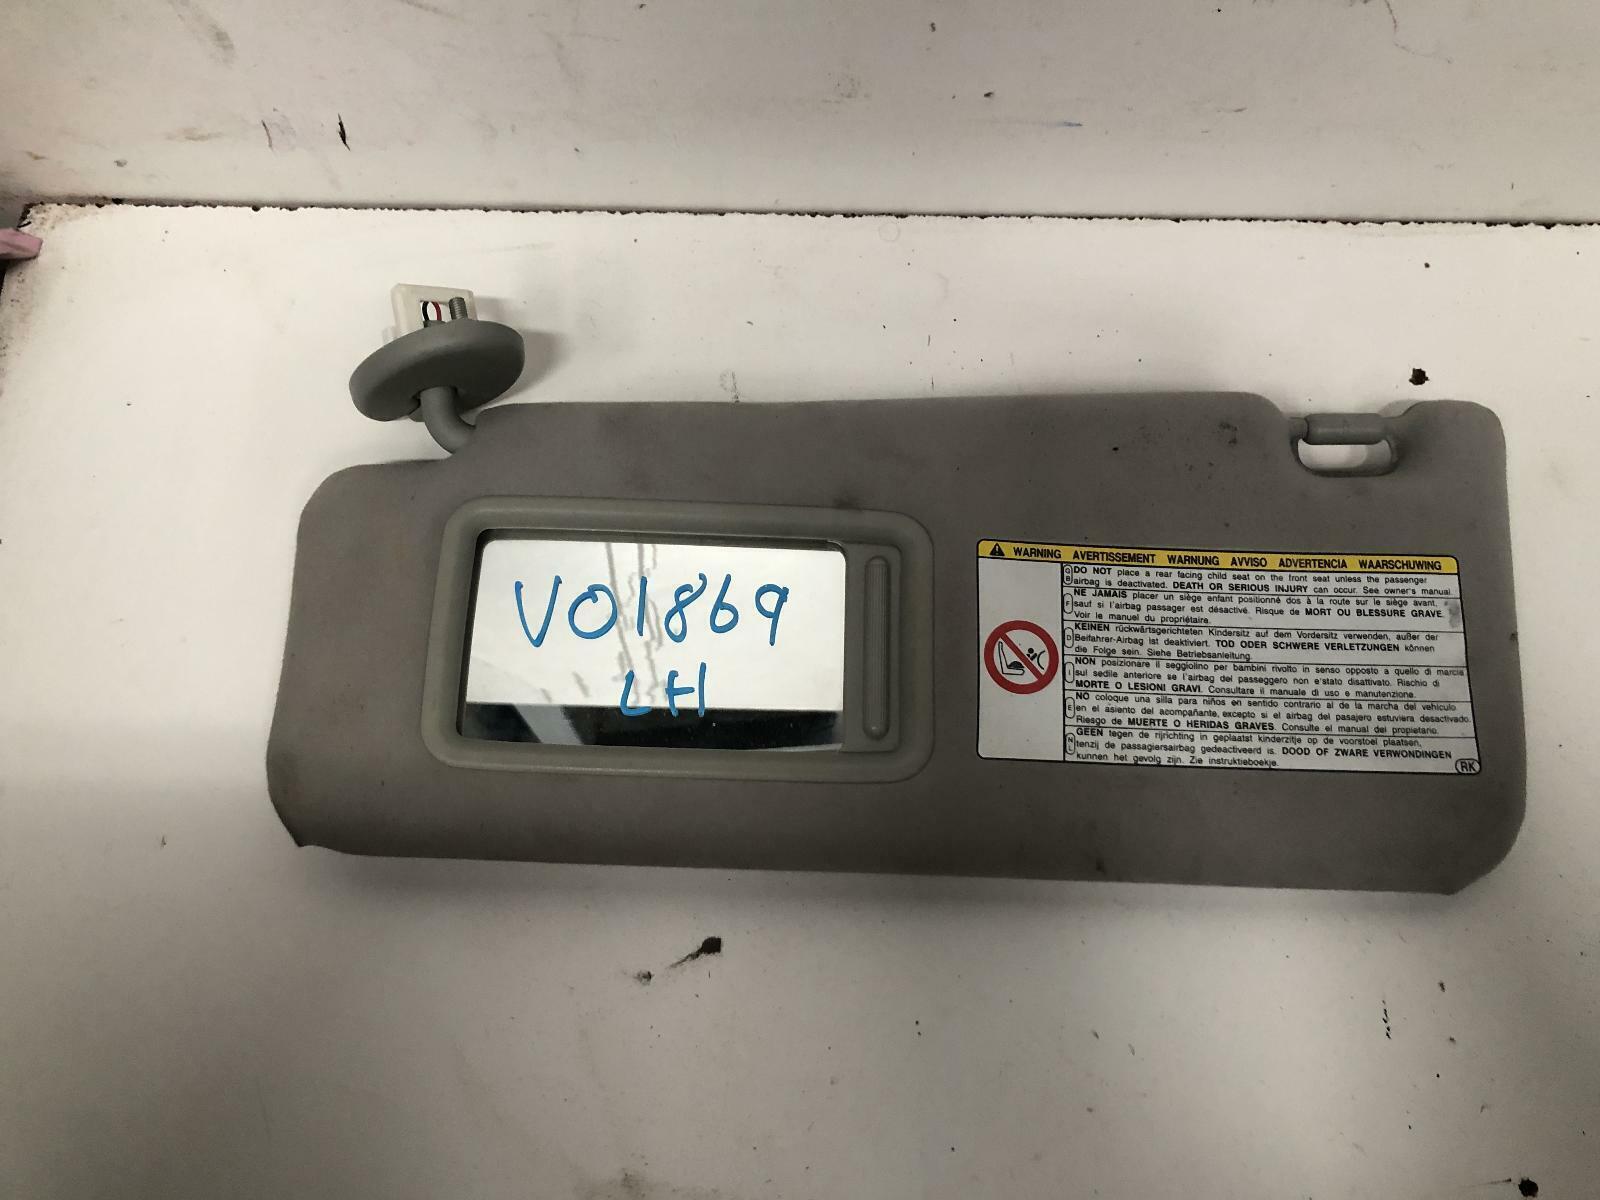 VO1869
LH
WARNING AVERTISSEMENT WARNUNG AVVISO ADVERTENCIA WAARSCHUWING
GB
DO NOT place a rear facing child seat on the front seat unless the passenger
airbag is deactivated. DEATH OR SERIOUS INJURY can occur. See owner's manual.
F
NE JAMAIS placer un siège enfant positionné dos à la route sur le siège avant,
sauf si l'airbag passager est désactivé. Risque de MORT OU BLESSURE GRAVE.
Voir le manuel du propriétaire.
D
KEINEN rückwärtsgerichteten Kindersitz auf dem Vordersitz verwenden, außer der
Beifahrer-Airbag ist deaktiviert. TOD ODER SCHWERE VERLETZUNGEN können
die Folge sein. Siehe Betriebsanleitung.
I
NON posizionare il seggiolino per bambini rivolto in senso opposto a quello di marcia
sul sedile anteriore se l'airbag del passeggero non e'stato disattivato. Rischio di
MORTE O LESIONI GRAVI. Consultare il manuale di uso e manutenzione.
E
NO coloque una silla para niños en sentido contrario al de la marcha del vehículo
en el asiento del acompañante, excepto si el airbag del pasajero estuviera desactivado.
Riesgo de MUERTE O HERIDAS GRAVES. Consulte el manual del propietario.
NL
GEEN tegen de rijrichting in geplaatst kinderzitje op de voorstoel plaatsen,
tenzij de passagiersairbag gedeactiveerd is. DOOD OF ZWARE VERWONDINGEN
kunnen het gevolg zijn. Zie instruktieboekje.
RK